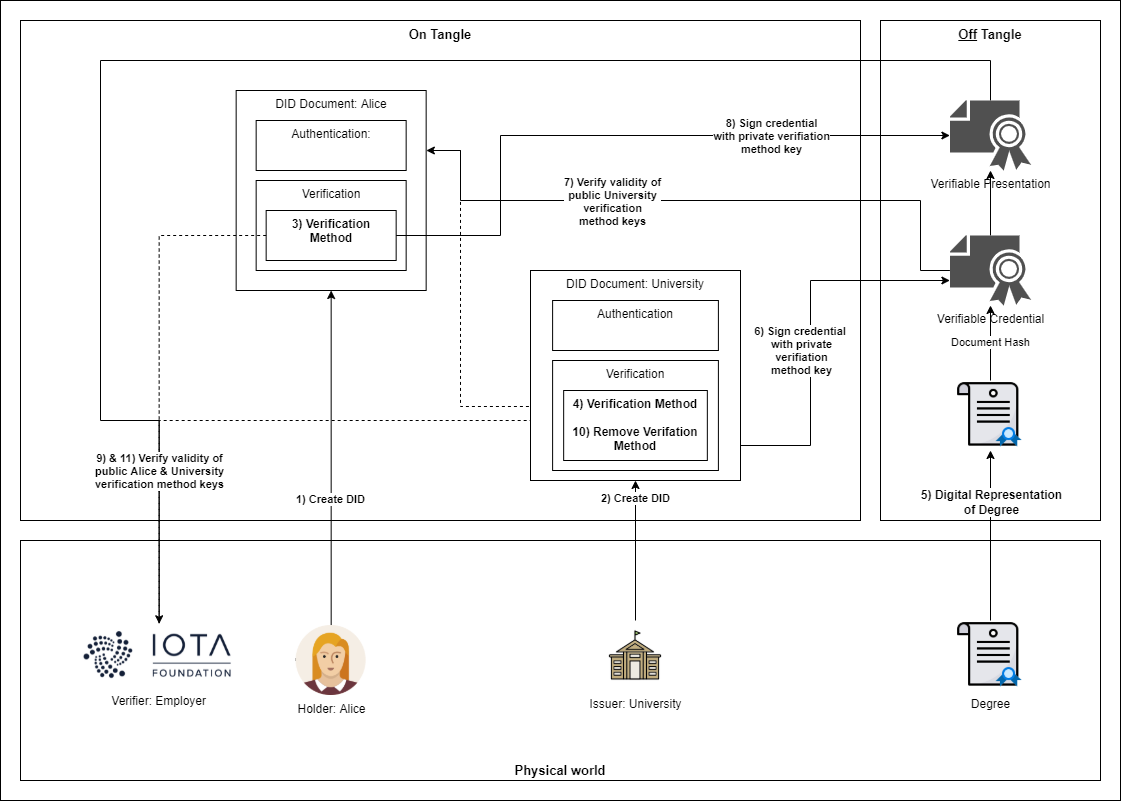 On Tangle
Off Tangle
DID Document: Alice
Authentication:
Verification
3) Verification
Method
8) Sign credential
with private verifiation
method key
Verifiable Presentation
7) Verify validity of
public University
verification
method keys
DID Document: University
Authentication
Verification
4) Verification Method
10) Remove Verifation
Method
6) Sign credential
with private
verifiation
method key
Verifiable Credential
Document Hash
9) & 11) Verify validity of
public Alice & University
verification method keys
1) Create DID
2) Create DID
5) Digital Representation
of Degree
IOTA
FOUNDATION
Verifier: Employer
Holder: Alice
Issuer: University
Degree
Physical world